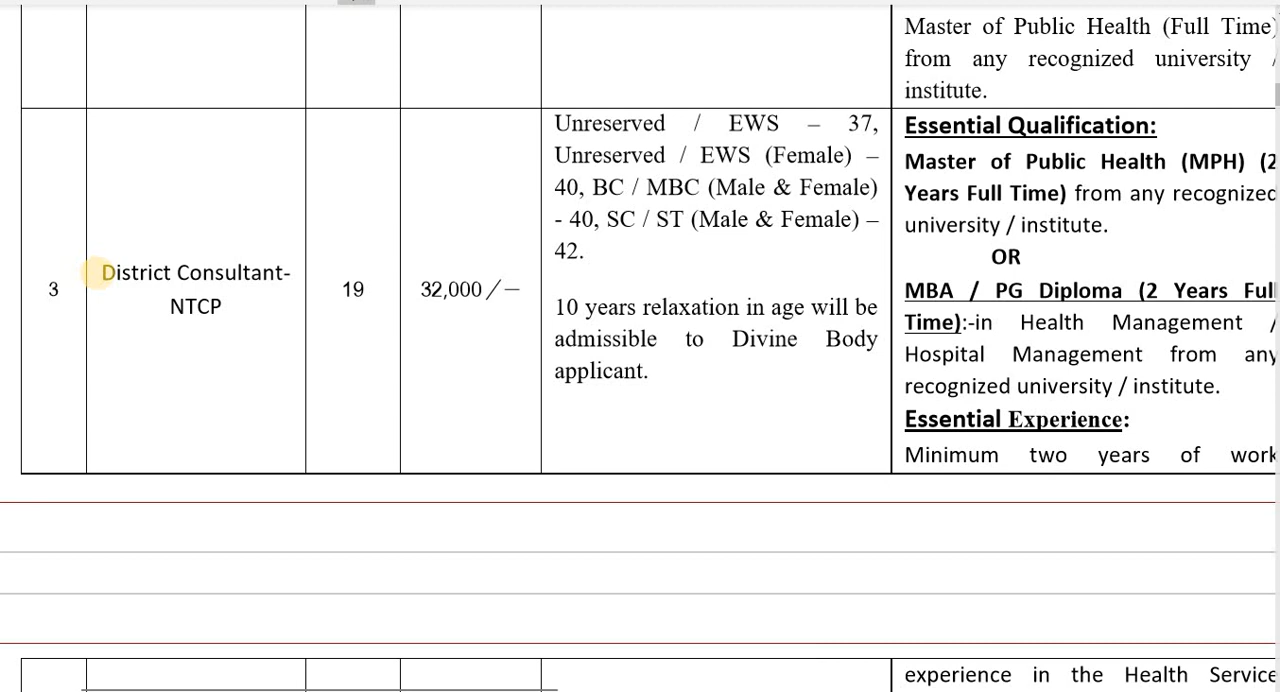 Master of Public Health (Full Time)
from any recognized university /
institute.
3
District Consultant-
NTCP
19
32,000/–
Unreserved / EWS – 37,
Unreserved / EWS (Female) –
40, BC / MBC (Male & Female)
- 40, SC / ST (Male & Female) –
42.
10 years relaxation in age will be
admissible to Divine Body
applicant.
Essential Qualification:
Master of Public Health (MPH) (2
Years Full Time) from any recognized
university / institute.
OR
MBA / PG Diploma (2 Years Full
Time):-in Health Management /
Hospital Management from any
recognized university / institute.
Essential Experience:
Minimum two years of work
experience in the Health Service